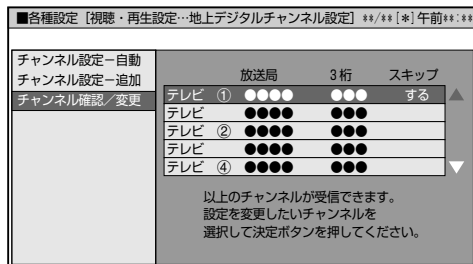 ■各種設定 [視聴・再生設定…地上デジタルチャンネル設定] **/**[*]午前**:**
チャンネル設定－自動
チャンネル設定－追加
チャンネル確認／変更
放送局 3桁 スキップ
テレビ ① ●●●● ●●● する
テレビ ●●●● ●●●
テレビ ② ●●●● ●●●
テレビ ●●●● ●●●
テレビ ④ ●●●● ●●●
以上のチャンネルが受信できます。
設定を変更したいチャンネルを
選択して決定ボタンを押してください。